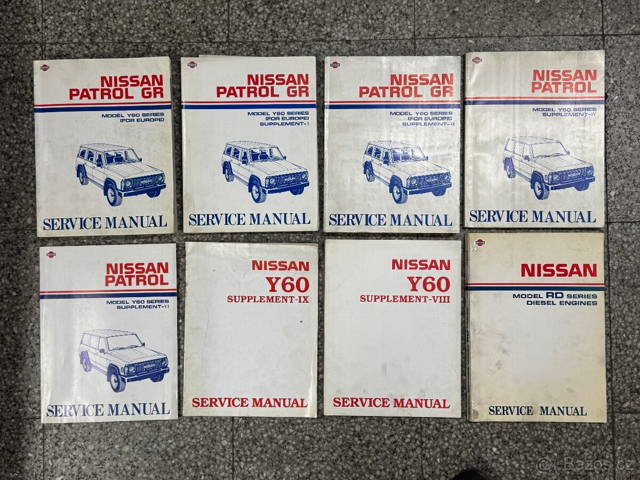 NISSAN
PATROL GR
MODEL Y60 SERIES
(FOR EUROPE)
SERVICE MANUAL
NISSAN
PATROL GR
MODEL Y60 SERIES
(FOR EUROPE)
SUPPLEMENT-I
SERVICE MANUAL
NISSAN
PATROL GR
MODEL Y60 SERIES
(FOR EUROPE)
SUPPLEMENT-II
SERVICE MANUAL
NISSAN
PATROL
MODEL Y60 SERIES
SERVICE MANUAL
NISSAN
PATROL
MODEL Y60 SERIES
SERVICE MANUAL
NISSAN
Y60
SUPPLEMENT-IX
SERVICE MANUAL
NISSAN
Y60
SUPPLEMENT-VIII
SERVICE MANUAL
NISSAN
MODEL RD SERIES
DIESEL ENGINES
SERVICE MANUAL